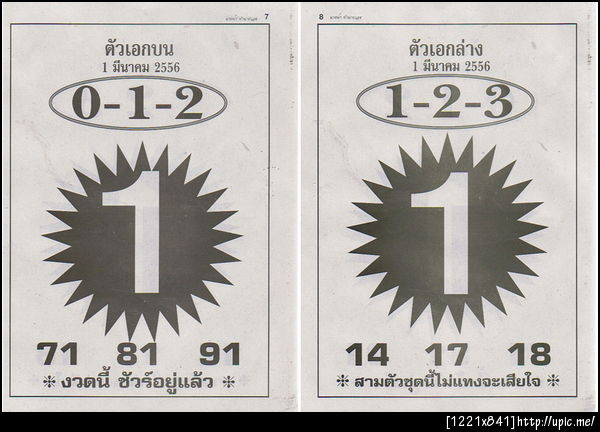 7
ตัวเอกบน
1 มีนาคม 2556
0-1-2
1
71 81 91
❈ งวดนี้ ชัวร์อยู่แล้ว ❈
8
ตัวเอกล่าง
1 มีนาคม 2556
1-2-3
1
14 17 18
❈ สามตัวชุดนี้ไม่แทงจะเสียใจ ❈
[1221x841]http://upic.me/